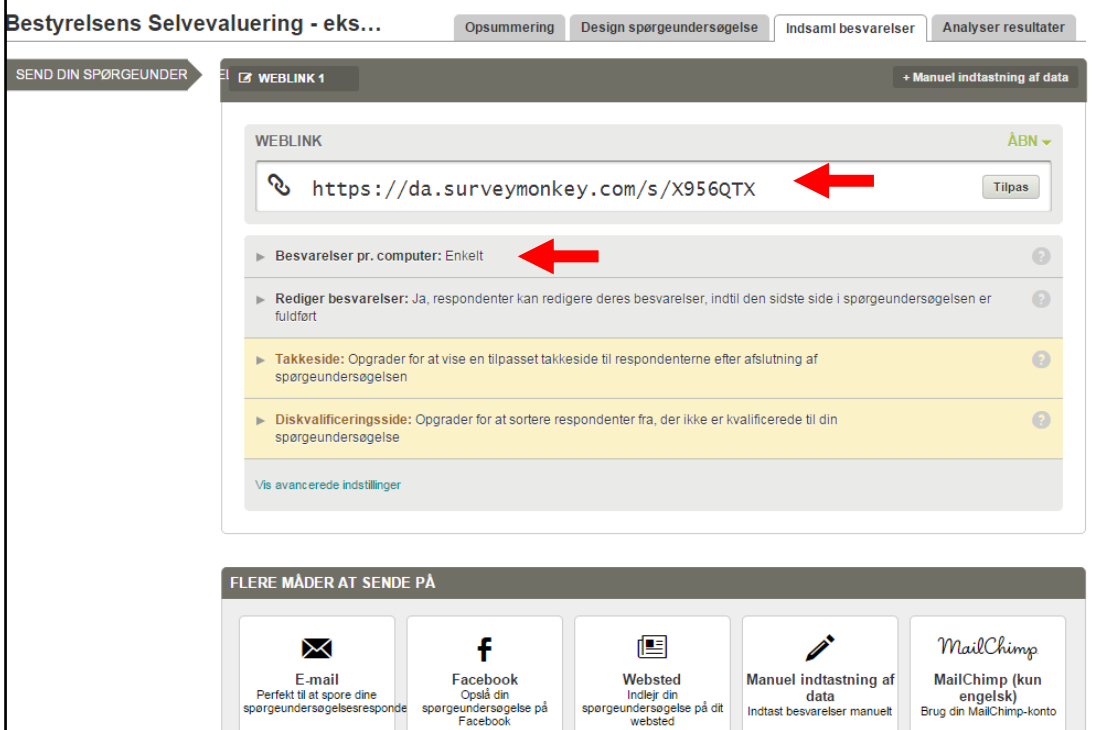 Bestyrelsens Selvevaluering - eks...
Opsummering
Design spørgeundersøgelse
Indsaml besvarelser
Analyser resultater
SEND DIN SPØRGEUNDER
WEBLINK 1
+ Manuel indtastning af data
WEBLINK
ÅBN
https://da.surveymonkey.com/s/X956QTX
Tilpas
Besvarelser pr. computer: Enkelt
?
Rediger besvarelser: Ja, respondenter kan redigere deres besvarelser, indtil den sidste side i spørgeundersøgelsen er
fuldført
?
Takkeside: Opgrader for at vise en tilpasset takkeside til respondenterne efter afslutning af
spørgeundersøgelsen
?
Diskvalificeringsside: Opgrader for at sortere respondenter fra, der ikke er kvalificerede til din
spørgeundersøgelse
?
Vis avancerede indstillinger
FLERE MÅDER AT SENDE PÅ
E-mail
Perfekt til at spore dine
spørgeundersøgelsesresponde
f
Facebook
Opslå din
spørgeundersøgelse på
Facebook
Websted
Indlejr din
spørgeundersøgelse på dit
websted
Manuel indtastning af
data
Indtast besvarelser manuelt
MailChimp
MailChimp (kun
engelsk)
Brug din MailChimp-konto